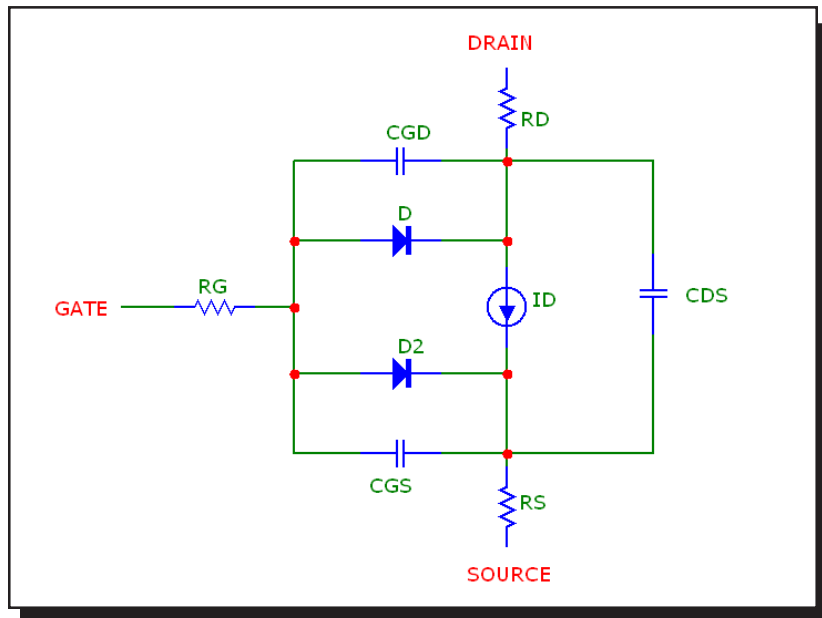 DRAIN
RD
CGD
D
RG
GATE
ID
CDS
D2
CGS
RS
SOURCE